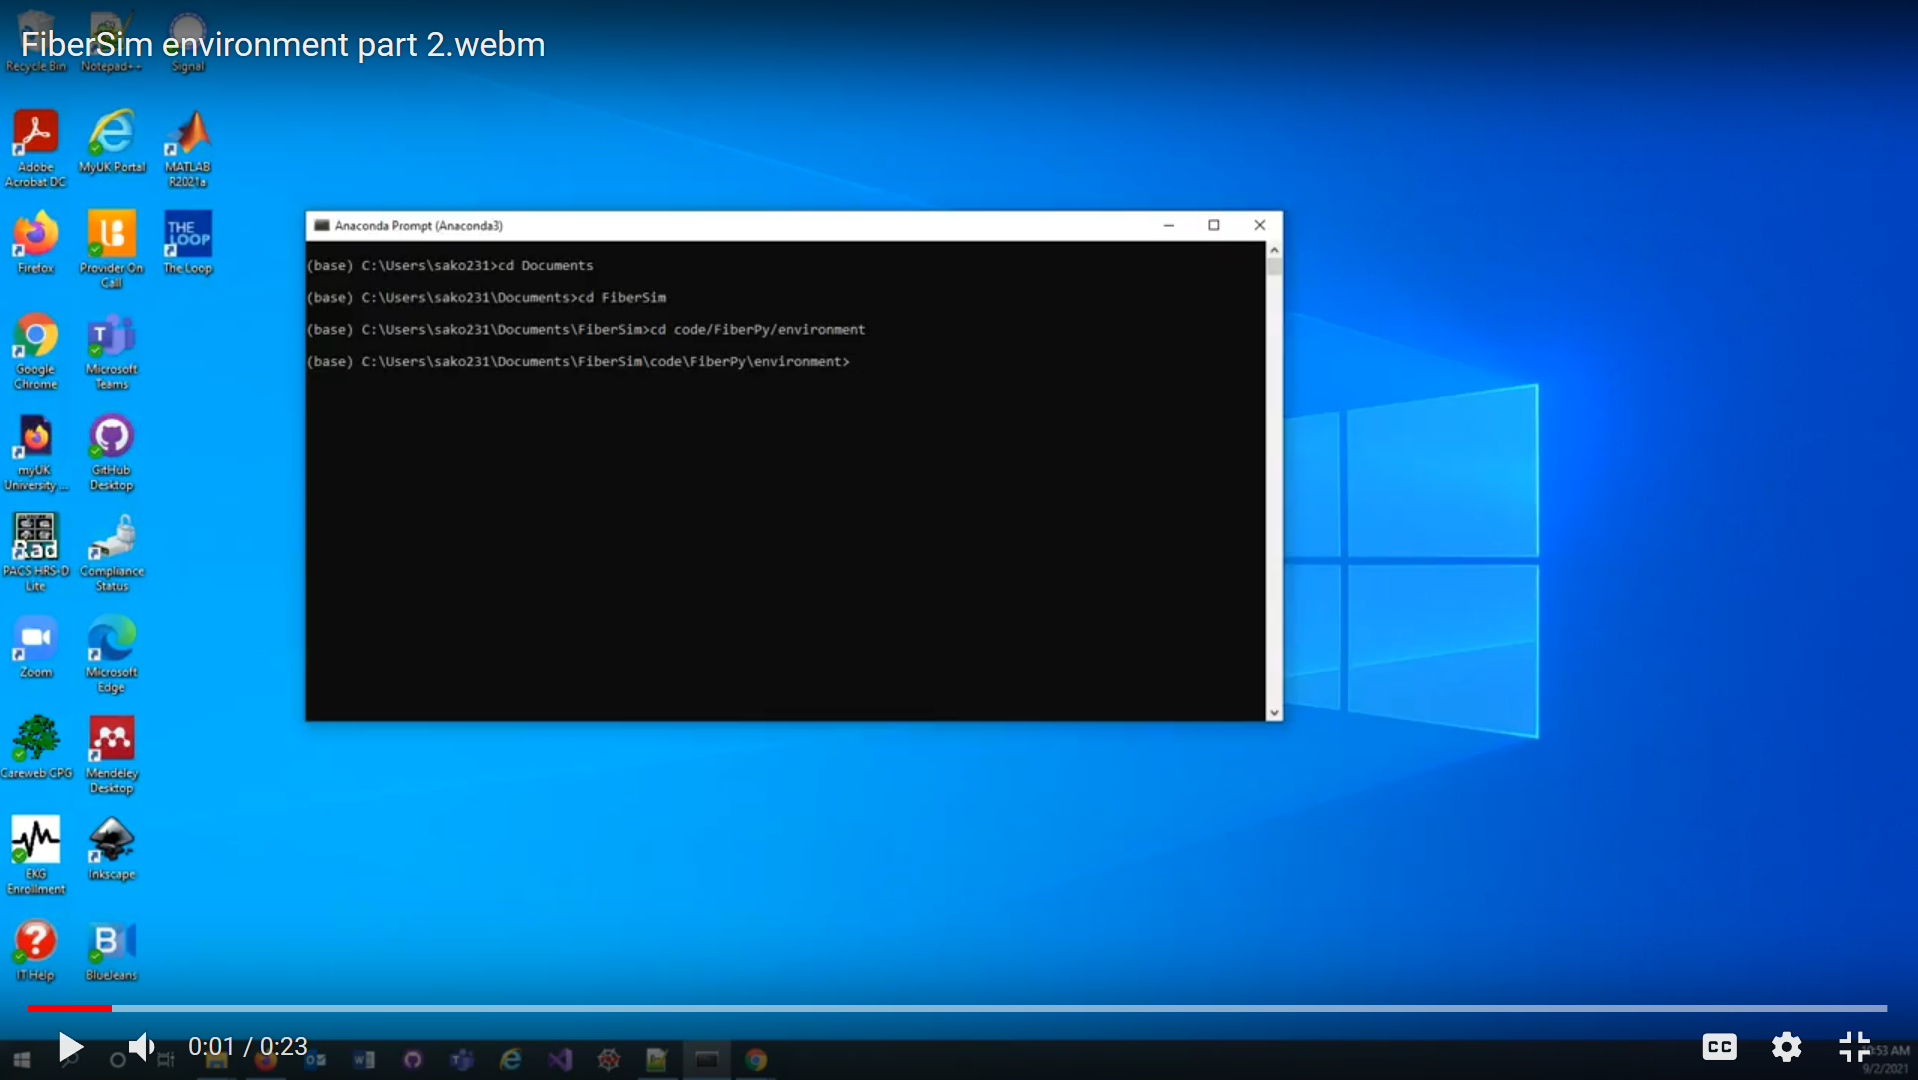 FiberSim environment part 2.webm
Recycle Bin
Notepad++
Signal
Adobe
Acrobat DC
MyUK Portal
MATLAB
R2021a
Firefox
Provider On
Call
THE
LOOP
The Loop
Google
Chrome
Microsoft
Teams
myUK
University ...
GitHub
Desktop
Rad
PACS HRS-D
Lite
Compliance
Status
Zoom
Microsoft
Edge
Careweb CPG
Mendeley
Desktop
EKG
Enrollment
Inkscape
IT Help
BlueJeans
Anaconda Prompt (Anaconda3)
(base) C:\Users\sako231>cd Documents
(base) C:\Users\sako231\Documents>cd FiberSim
(base) C:\Users\sako231\Documents\FiberSim>cd code/FiberPy/environment
(base) C:\Users\sako231\Documents\FiberSim\code\FiberPy\environment>
0:01 / 0:23
CC
:53 AM
9/2/2021